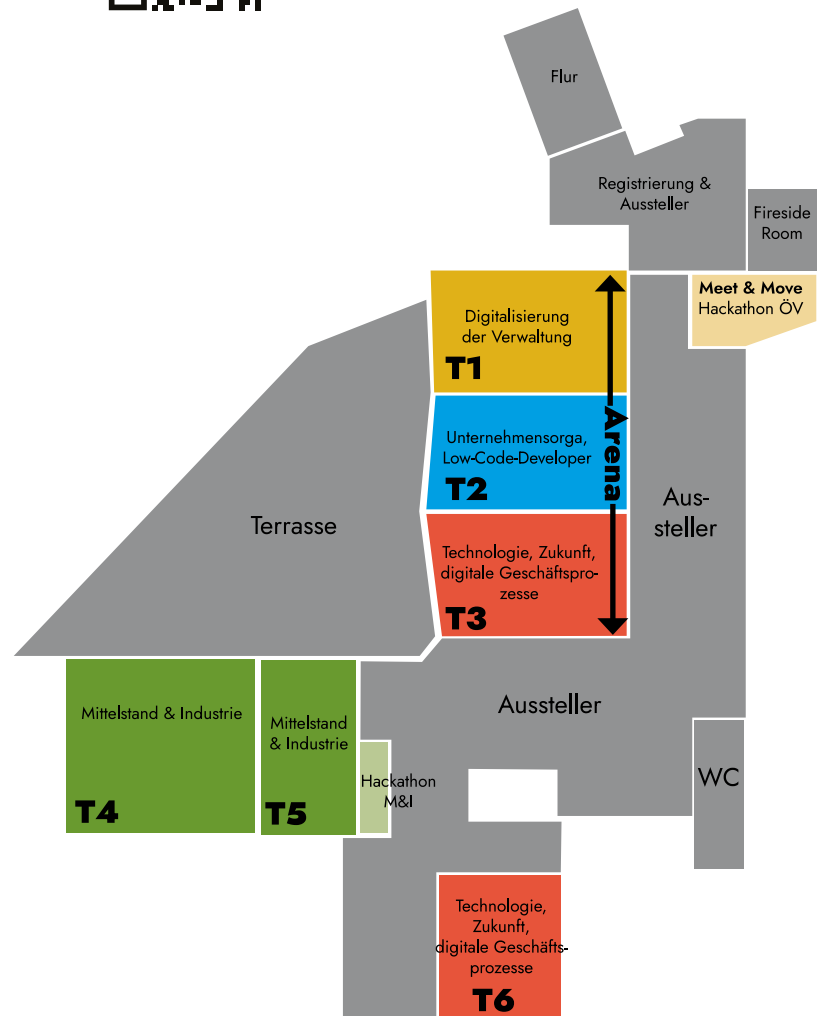 Flur
Registrierung &
Aussteller
Fireside
Room
Meet & Move
Hackathon ÖV
Digitalisierung
der Verwaltung
T1
Unternehmensorga,
Low-Code-Developer
T2
Arena
Technologie, Zukunft,
digitale Geschäftspro-
zesse
T3
Aus-
steller
Terrasse
Aussteller
Mittelstand & Industrie
T4
Mittelstand
& Industrie
T5
Hackathon
M&I
WC
Technologie,
Zukunft,
digitale Geschäfts-
prozesse
T6